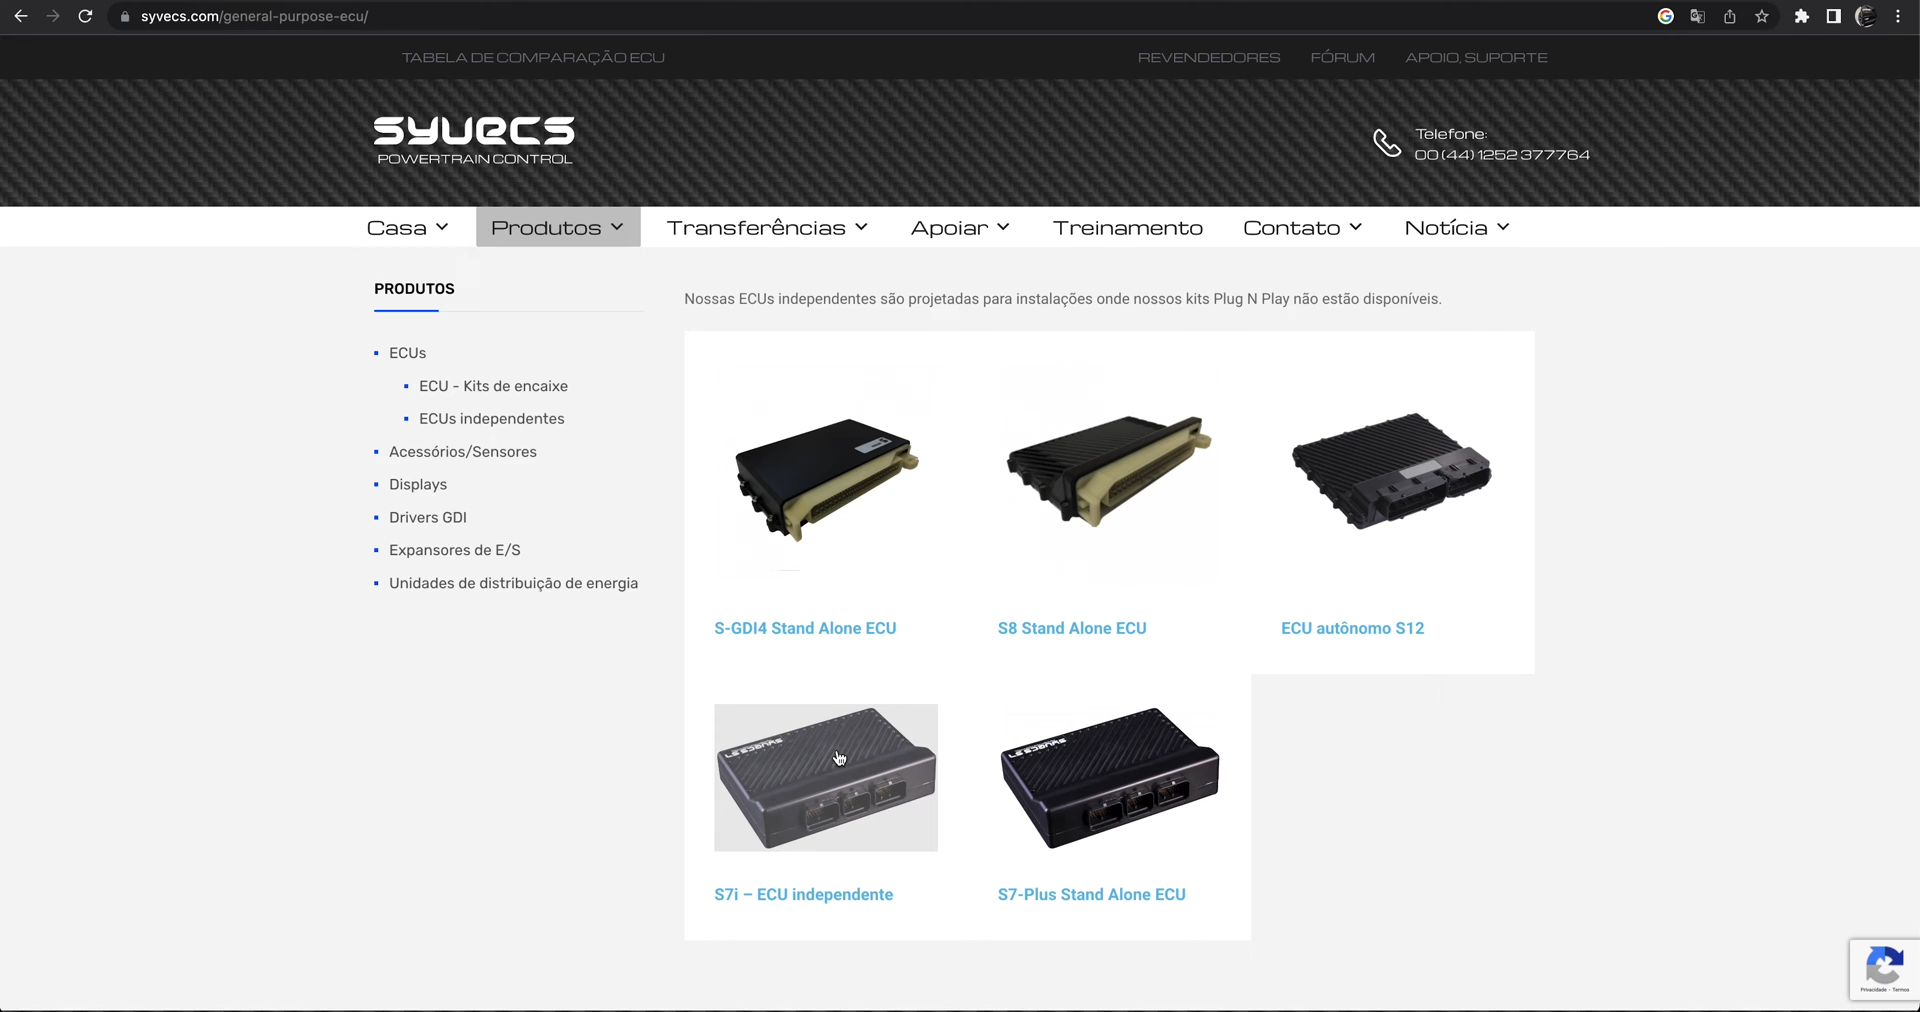 syvecs.com/general-purpose-ecu/
TABELA DE COMPARAÇÃO ECU
REVENDEDORES
FÓRUM
APOIO, SUPORTE
SYVECS
POWERTRAIN CONTROL
Telefone:
00 (44) 1252 377764
Casa
Produtos
Transferências
Apoiar
Treinamento
Contato
Notícia
PRODUTOS
ECUs
ECU - Kits de encaixe
ECUs independentes
Acessórios/Sensores
Displays
Drivers GDI
Expansores de E/S
Unidades de distribuição de energia
Nossas ECUs independentes são projetadas para instalações onde nossos kits Plug N Play não estão disponíveis.
S-GDI4 Stand Alone ECU
S8 Stand Alone ECU
ECU autônomo S12
S7i – ECU independente
S7-Plus Stand Alone ECU
Privacidade - Termos